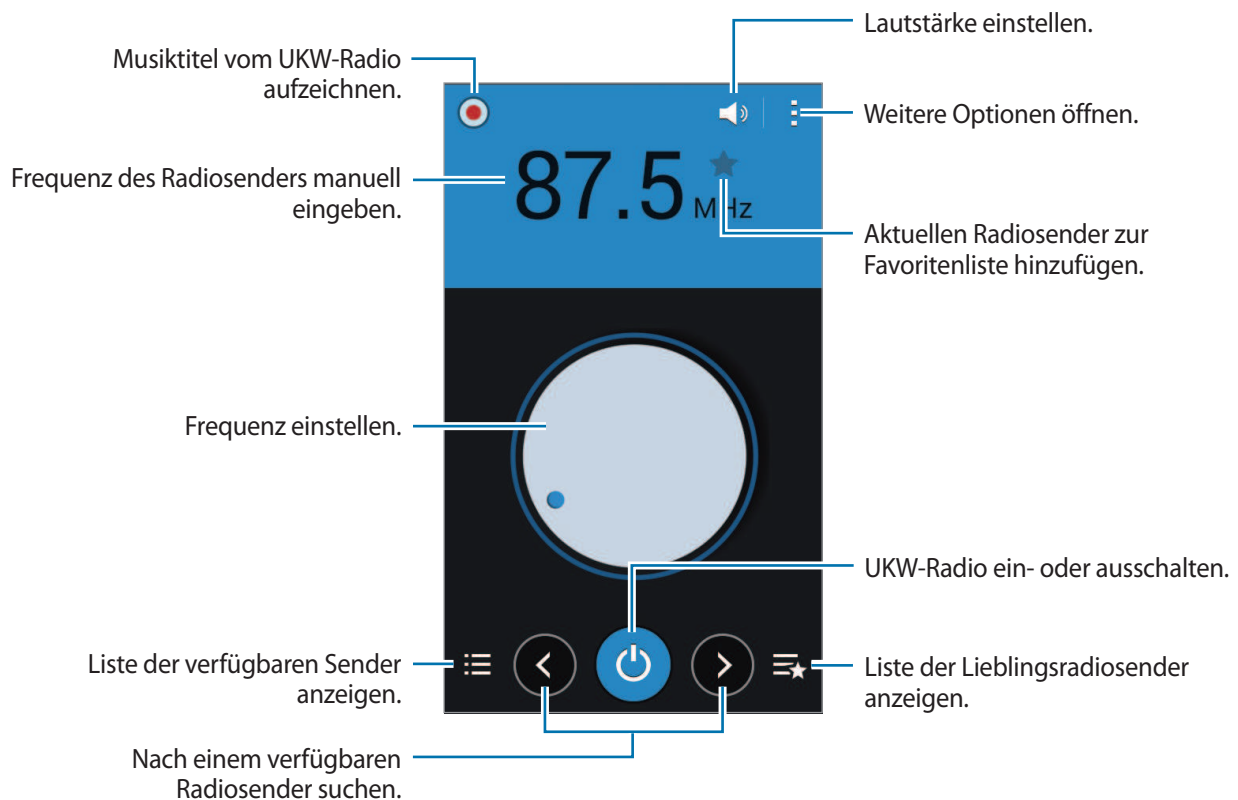 Lautstärke einstellen.
Musiktitel vom UKW-Radio
aufzeichnen.
Weitere Optionen öffnen.
Frequenz des Radiosenders manuell
eingeben.
87.5 MHz
Aktuellen Radiosender zur
Favoritenliste hinzufügen.
Frequenz einstellen.
UKW-Radio ein- oder ausschalten.
Liste der verfügbaren Sender
anzeigen.
Liste der Lieblingsradiosender
anzeigen.
Nach einem verfügbaren
Radiosender suchen.